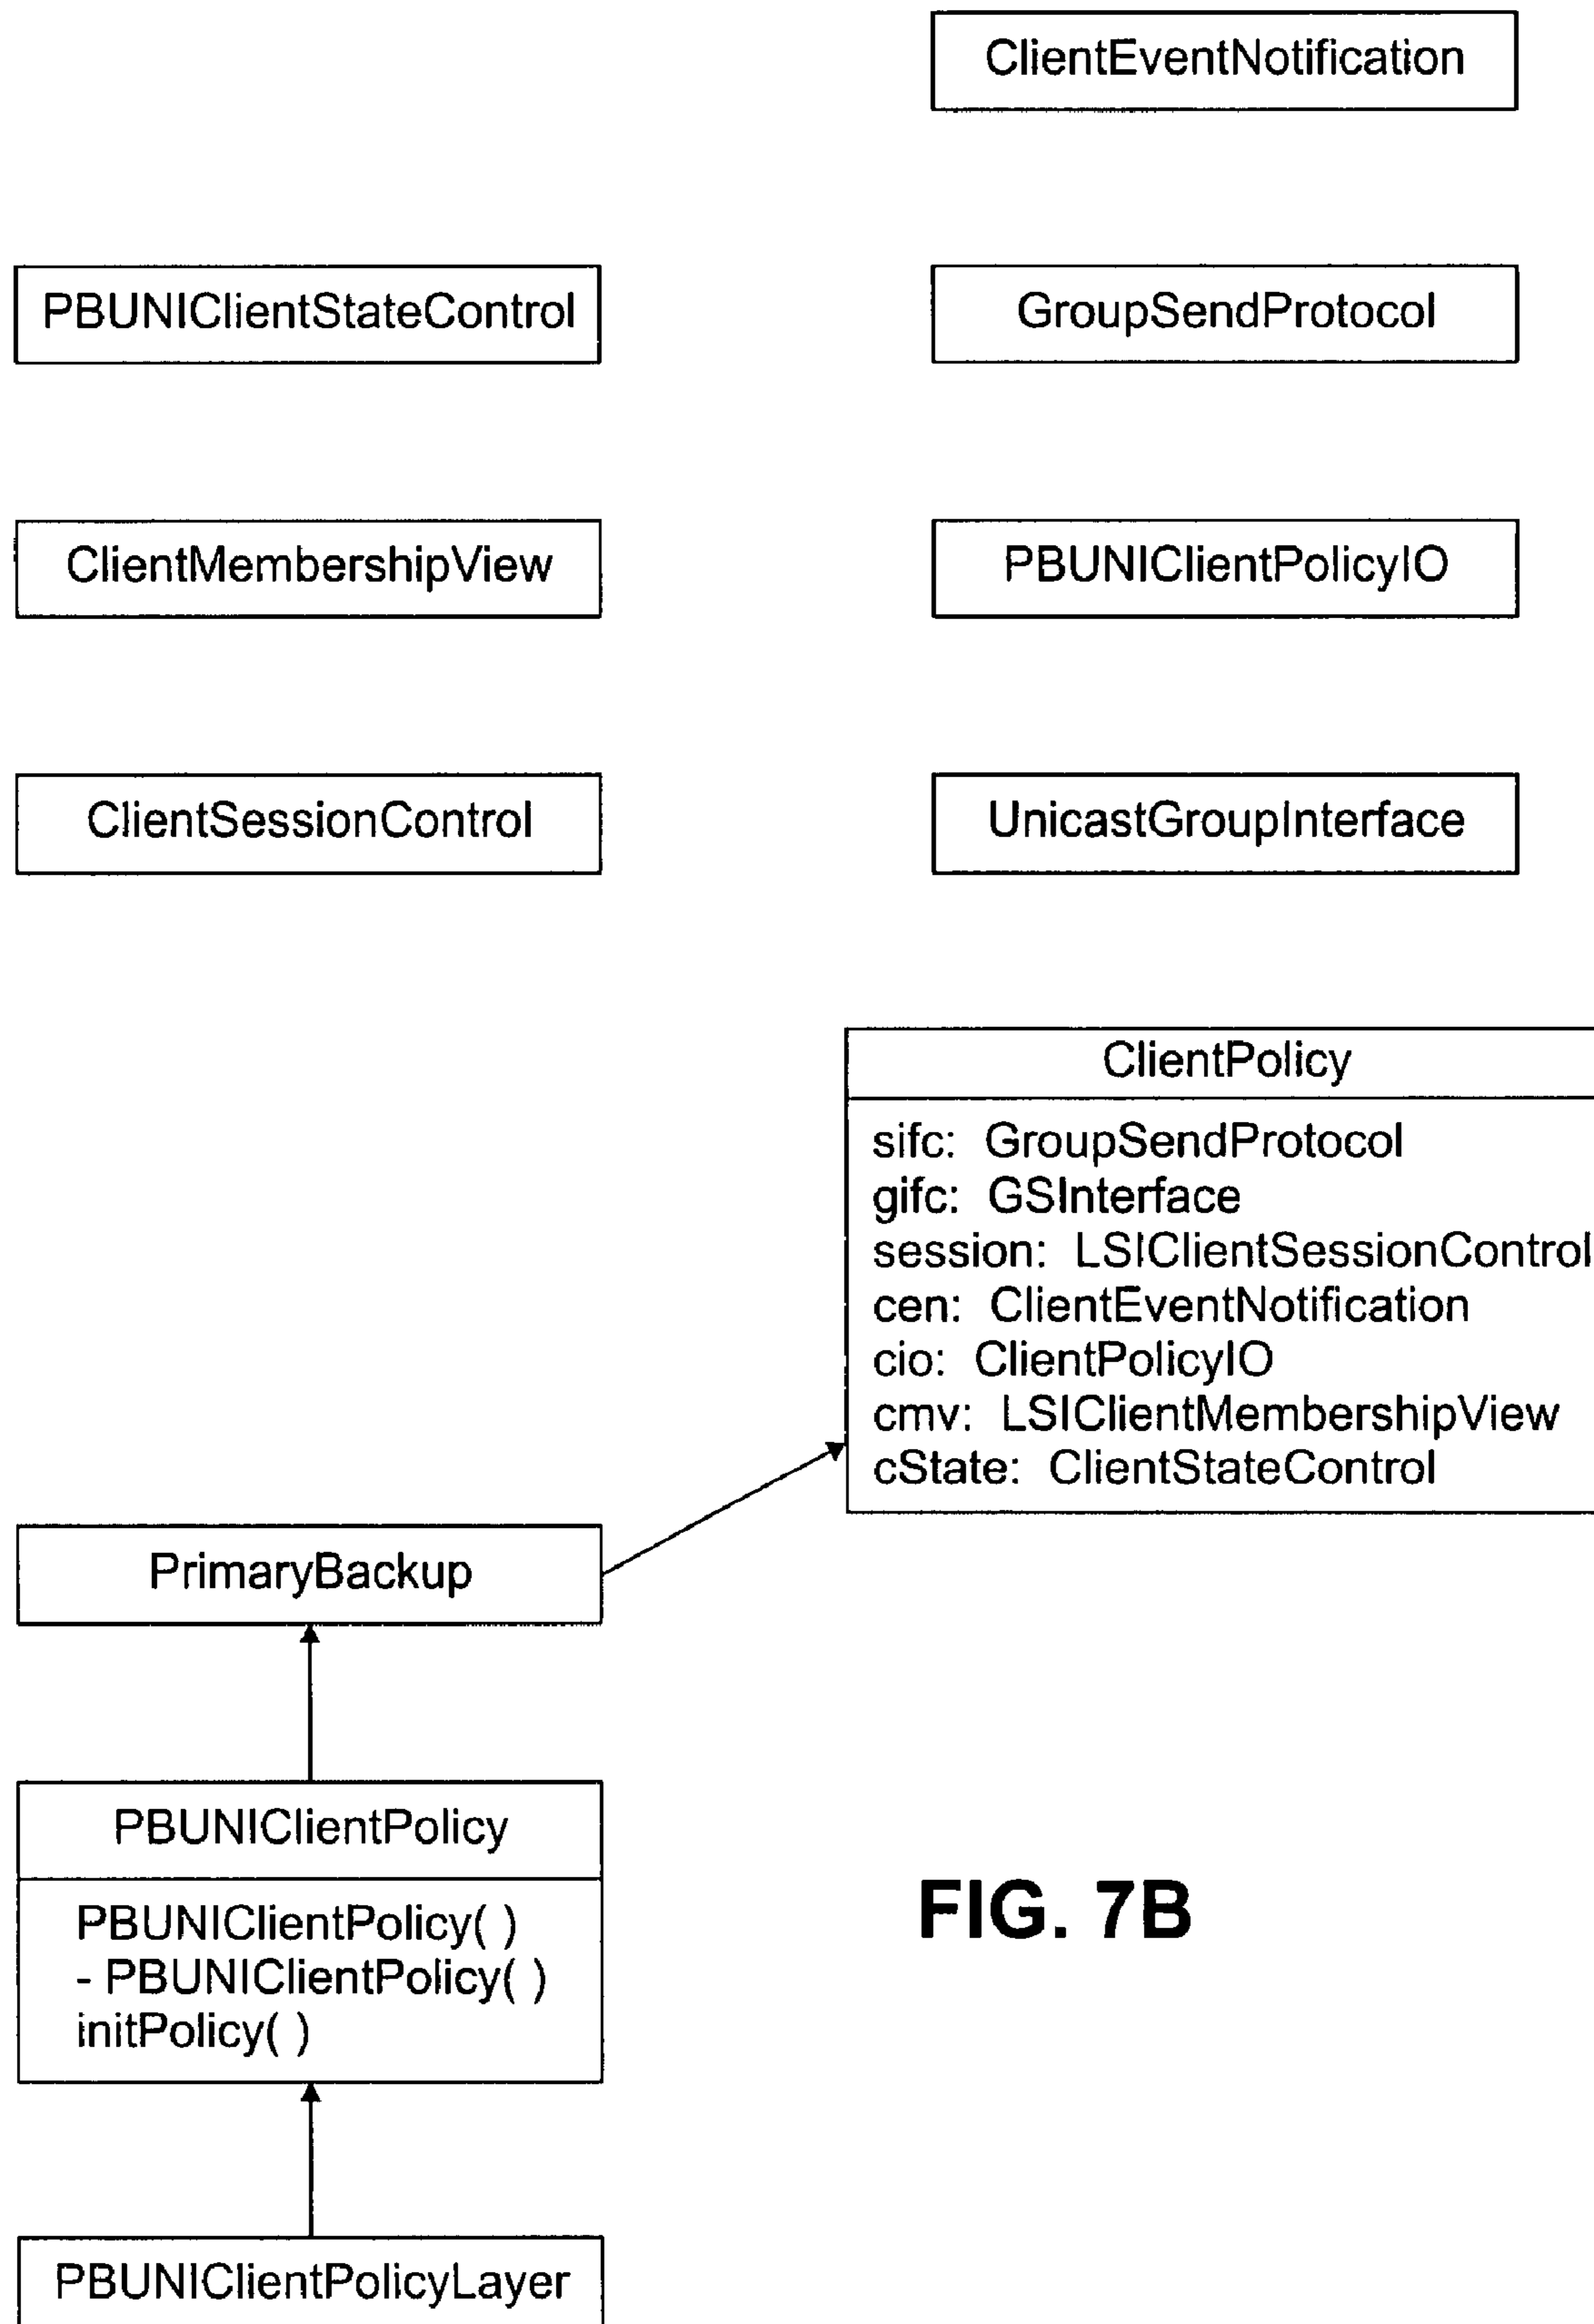 ClientEventNotification
PBUNIClientStateControl
GroupSendProtocol
ClientMembershipView
PBUNIClientPolicyIO
ClientSessionControl
UnicastGroupInterface
ClientPolicy
sifc: GroupSendProtocol
gifc: GSInterface
session: LSIClientSessionControl
cen: ClientEventNotification
cio: ClientPolicyIO
cmv: LSIClientMembershipView
cState: ClientStateControl
PrimaryBackup
PBUNIClientPolicy
PBUNIClientPolicy( )
- PBUNIClientPolicy( )
initPolicy( )
FIG. 7B
PBUNIClientPolicyLayer